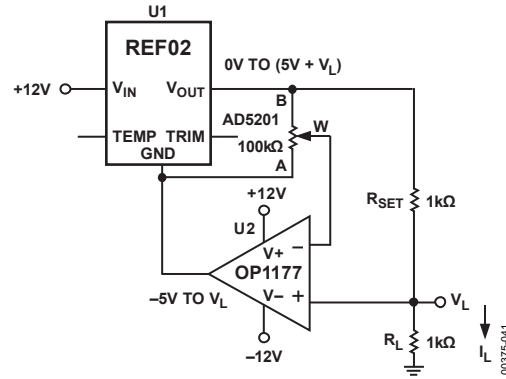 U1
REF02
+12V
VIN
VOUT
0V TO (5V + VL)
TEMP
TRIM
GND
B
AD5201
100kΩ
W
A
+12V
U2
V+
−
OP1177
V−
+
–5V TO VL
–12V
RSET
1kΩ
VL
RL
1kΩ
IL
00375-041